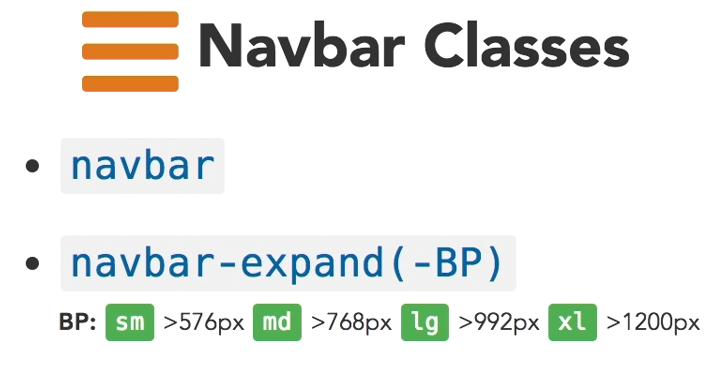 Navbar Classes
• navbar
• navbar-expand(-BP)
BP: sm >576px md >768px lg >992px xl >1200px